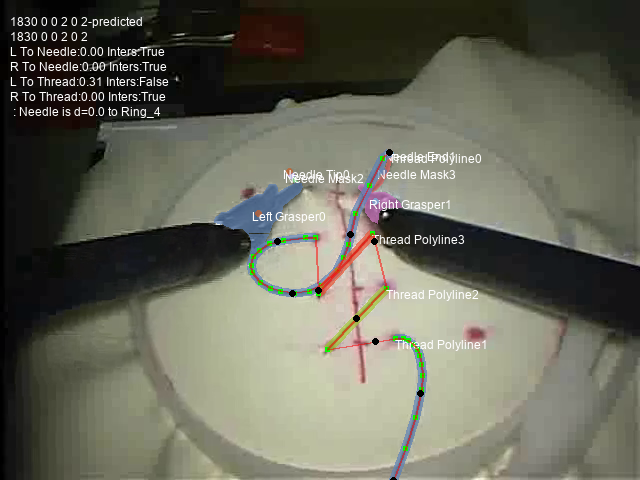 1830 0 0 2 0 2-predicted
1830 0 0 2 0 2
L To Needle:0.00 Inters:True
R To Needle:0.00 Inters:True
L To Thread:0.31 Inters:False
R To Thread:0.00 Inters:True
: Needle is d=0.0 to Ring_4
Thread Polyline0
Needle Tip0
Needle Mask2
Needle Mask3
Right Grasper1
Left Grasper0
Thread Polyline3
Thread Polyline2
Thread Polyline1